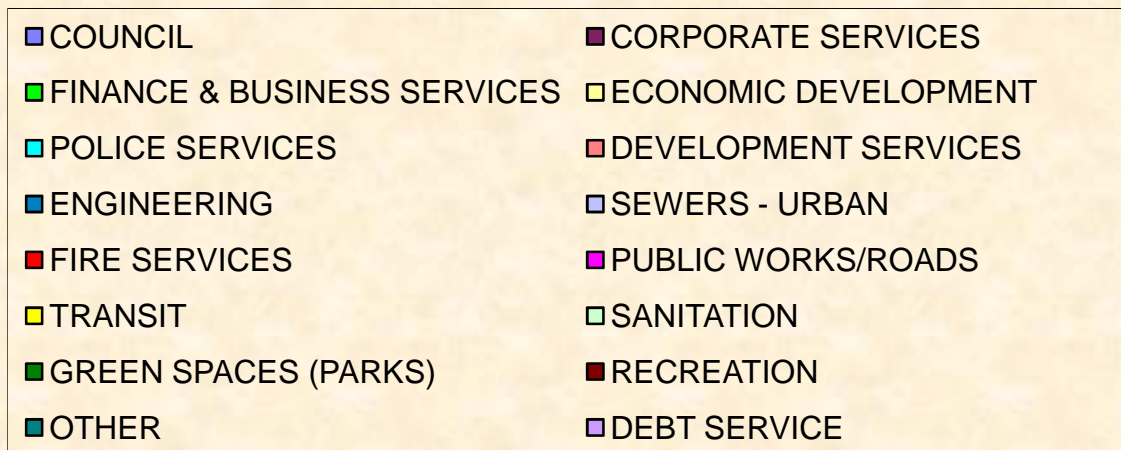 COUNCIL
CORPORATE SERVICES
FINANCE & BUSINESS SERVICES
ECONOMIC DEVELOPMENT
POLICE SERVICES
DEVELOPMENT SERVICES
ENGINEERING
SEWERS - URBAN
FIRE SERVICES
PUBLIC WORKS/ROADS
TRANSIT
SANITATION
GREEN SPACES (PARKS)
RECREATION
OTHER
DEBT SERVICE